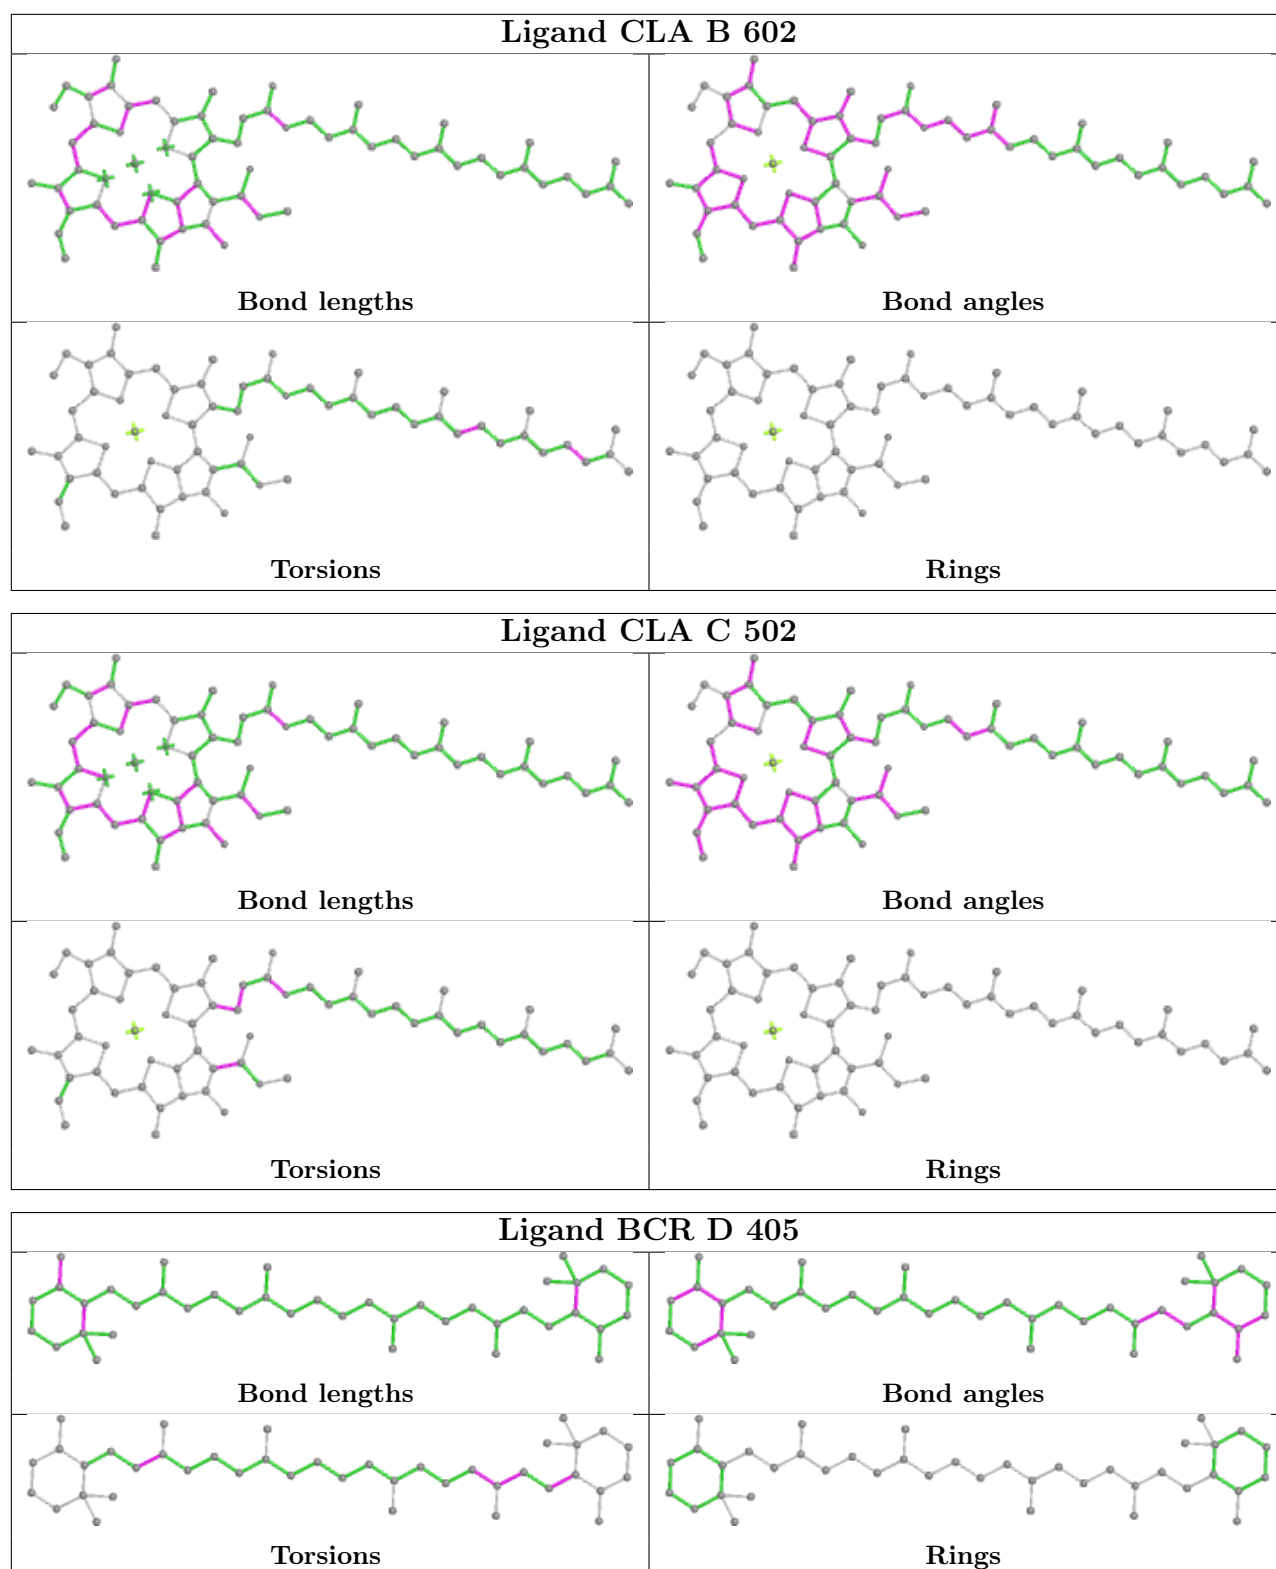 Ligand CLA B 602
Bond lengths
Bond angles
Torsions
Rings
Ligand CLA C 502
Bond lengths
Bond angles
Torsions
Rings
Ligand BCR D 405
Bond lengths
Bond angles
Torsions
Rings